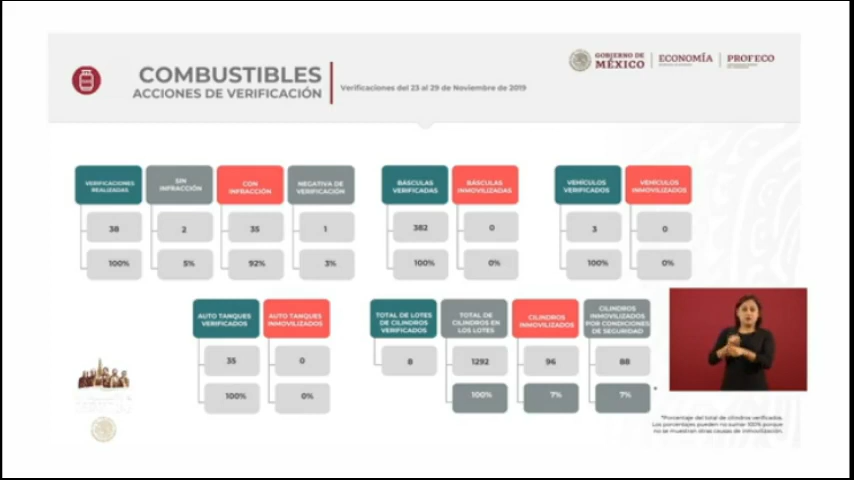 COMBUSTIBLES
ACCIONES DE VERIFICACIÓN
Verificaciones del 23 al 29 de Noviembre de 2019
GOBIERNO DE
MÉXICO
ECONOMÍA
PROFECO
VERIFICACIONES
REALIZADAS
SIN
INFRACCIÓN
CON
INFRACCIÓN
NEGATIVA DE
VERIFICACIÓN
38
2
35
1
100%
5%
92%
3%
BÁSCULAS
VERIFICADAS
BÁSCULAS
INMOVILIZADAS
382
0
100%
0%
VEHÍCULOS
VERIFICADOS
VEHÍCULOS
INMOVILIZADOS
3
0
100%
0%
AUTO TANQUES
VERIFICADOS
AUTO TANQUES
INMOVILIZADOS
35
0
100%
0%
TOTAL DE LOTES
DE CILINDROS
VERIFICADOS
TOTAL DE
CILINDROS EN
LOS LOTES
CILINDROS
INMOVILIZADOS
CILINDROS
INMOVILIZADOS
POR CONDICIONES
DE SEGURIDAD
8
1292
96
88
100%
7%
7%
*
*Porcentaje del total de cilindros verificados.
Los porcentajes pueden no sumar 100% porque
no se muestran otras causas de inmovilización.